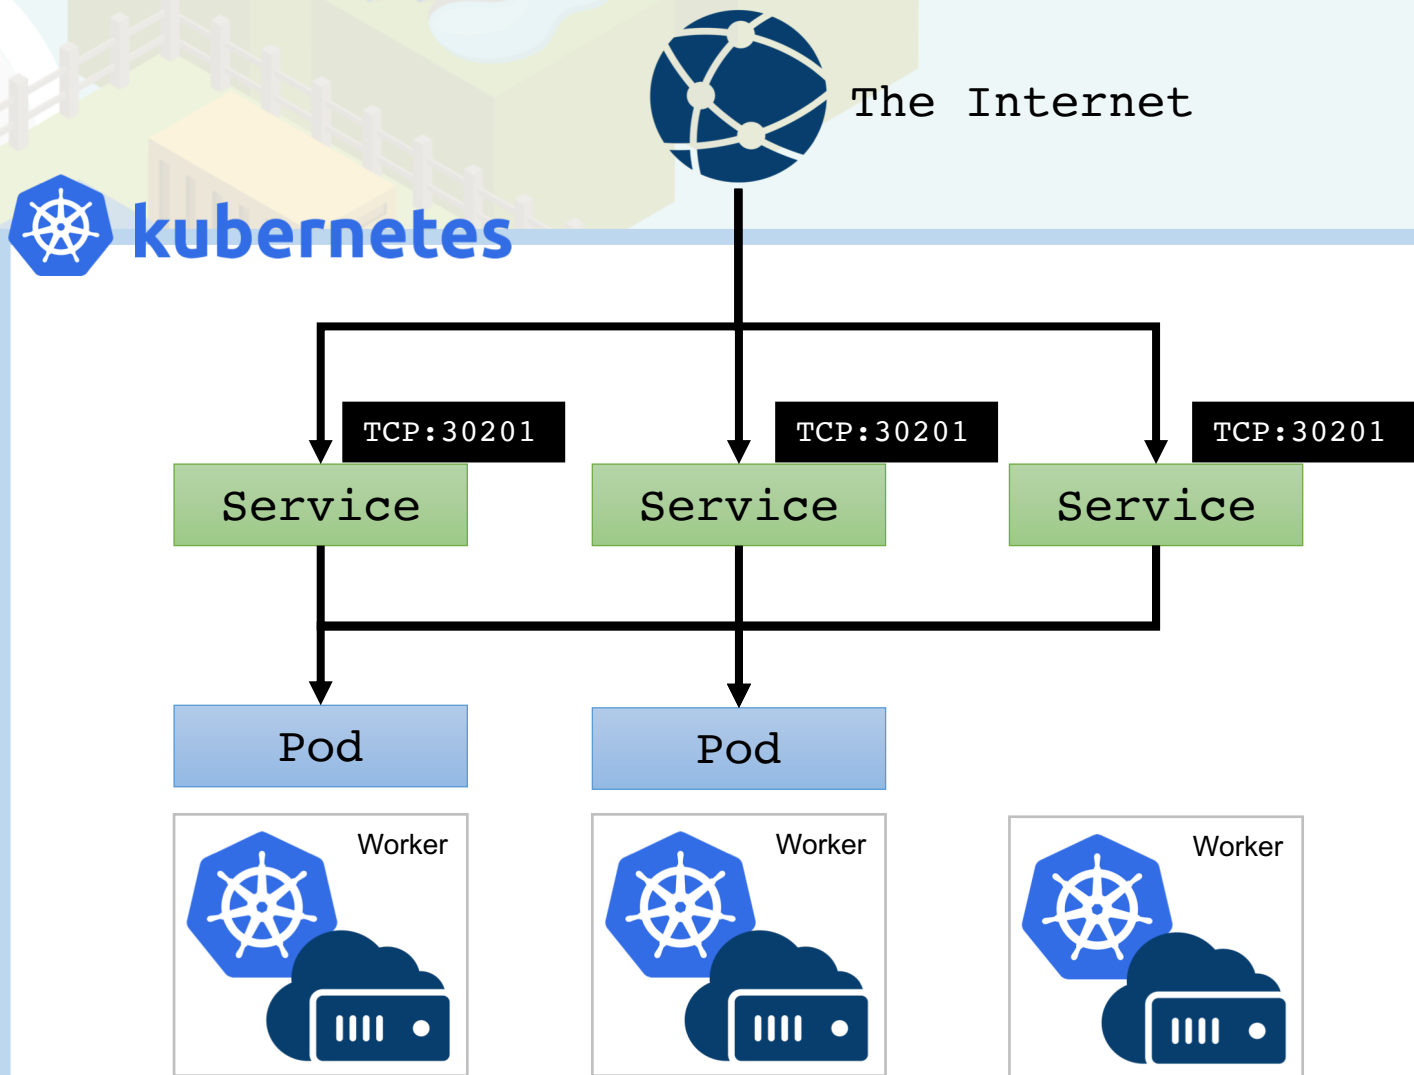 The Internet
kubernetes
TCP:30201
TCP:30201
TCP:30201
Service
Service
Service
Pod
Pod
Worker
Worker
Worker